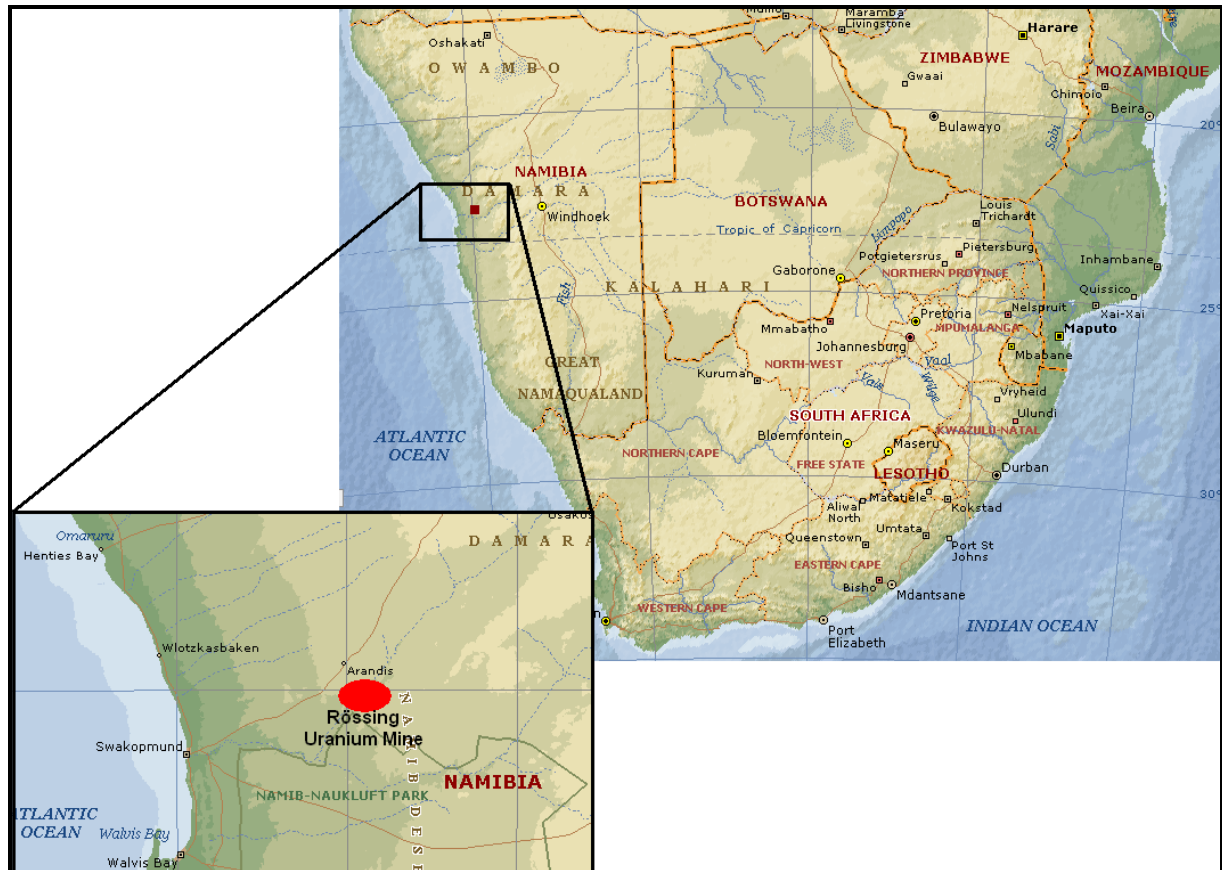 Maramba
Livingstone
Harare
Oshakati
O W A M B O
ZIMBABWE
Gwaai
MOZAMBIQUE
Chimoio
Beira
Bulawayo
20°
Sabi
NAMIBIA
D A M A R A
Windhoek
BOTSWANA
Louis
Trichardt
Limpopo
Tropic of Capricorn
Pietersburg
Potgietersrus
Gaborone
NORTHERN PROVINCE
Inhambane
Fish
K A L A H A R I
Quissico
Nelspruit
Xai-Xai
25°
Pretoria
MPUMALANGA
Mmabatho
Maputo
Johannesburg
Mbabane
GREAT
NORTH-WEST
Vaal
Kuruman
Vals
Wilge
NAMAQUALAND
Vryheid
SOUTH AFRICA
Ulundi
KWAZULU-NATAL
ATLANTIC
OCEAN
Bloemfontein
Maseru
NORTHERN CAPE
FREE STATE
LESOTHO
Durban
Matatiele
30°
Aliwal
North
Kokstad
Umtata
Queenstown
Port St
Johns
EASTERN CAPE
Bisho
Mdantsane
WESTERN CAPE
n
Port
Elizabeth
INDIAN OCEAN
Omaruru
D A M A R A
Henties Bay
Wlotzkasbaken
Arandis
Rössing
Uranium Mine
N A M I B D E S E
Swakopmund
NAMIBIA
NAMIB-NAUKLUFT PARK
ATLANTIC
OCEAN
Walvis Bay
Walvis Bay